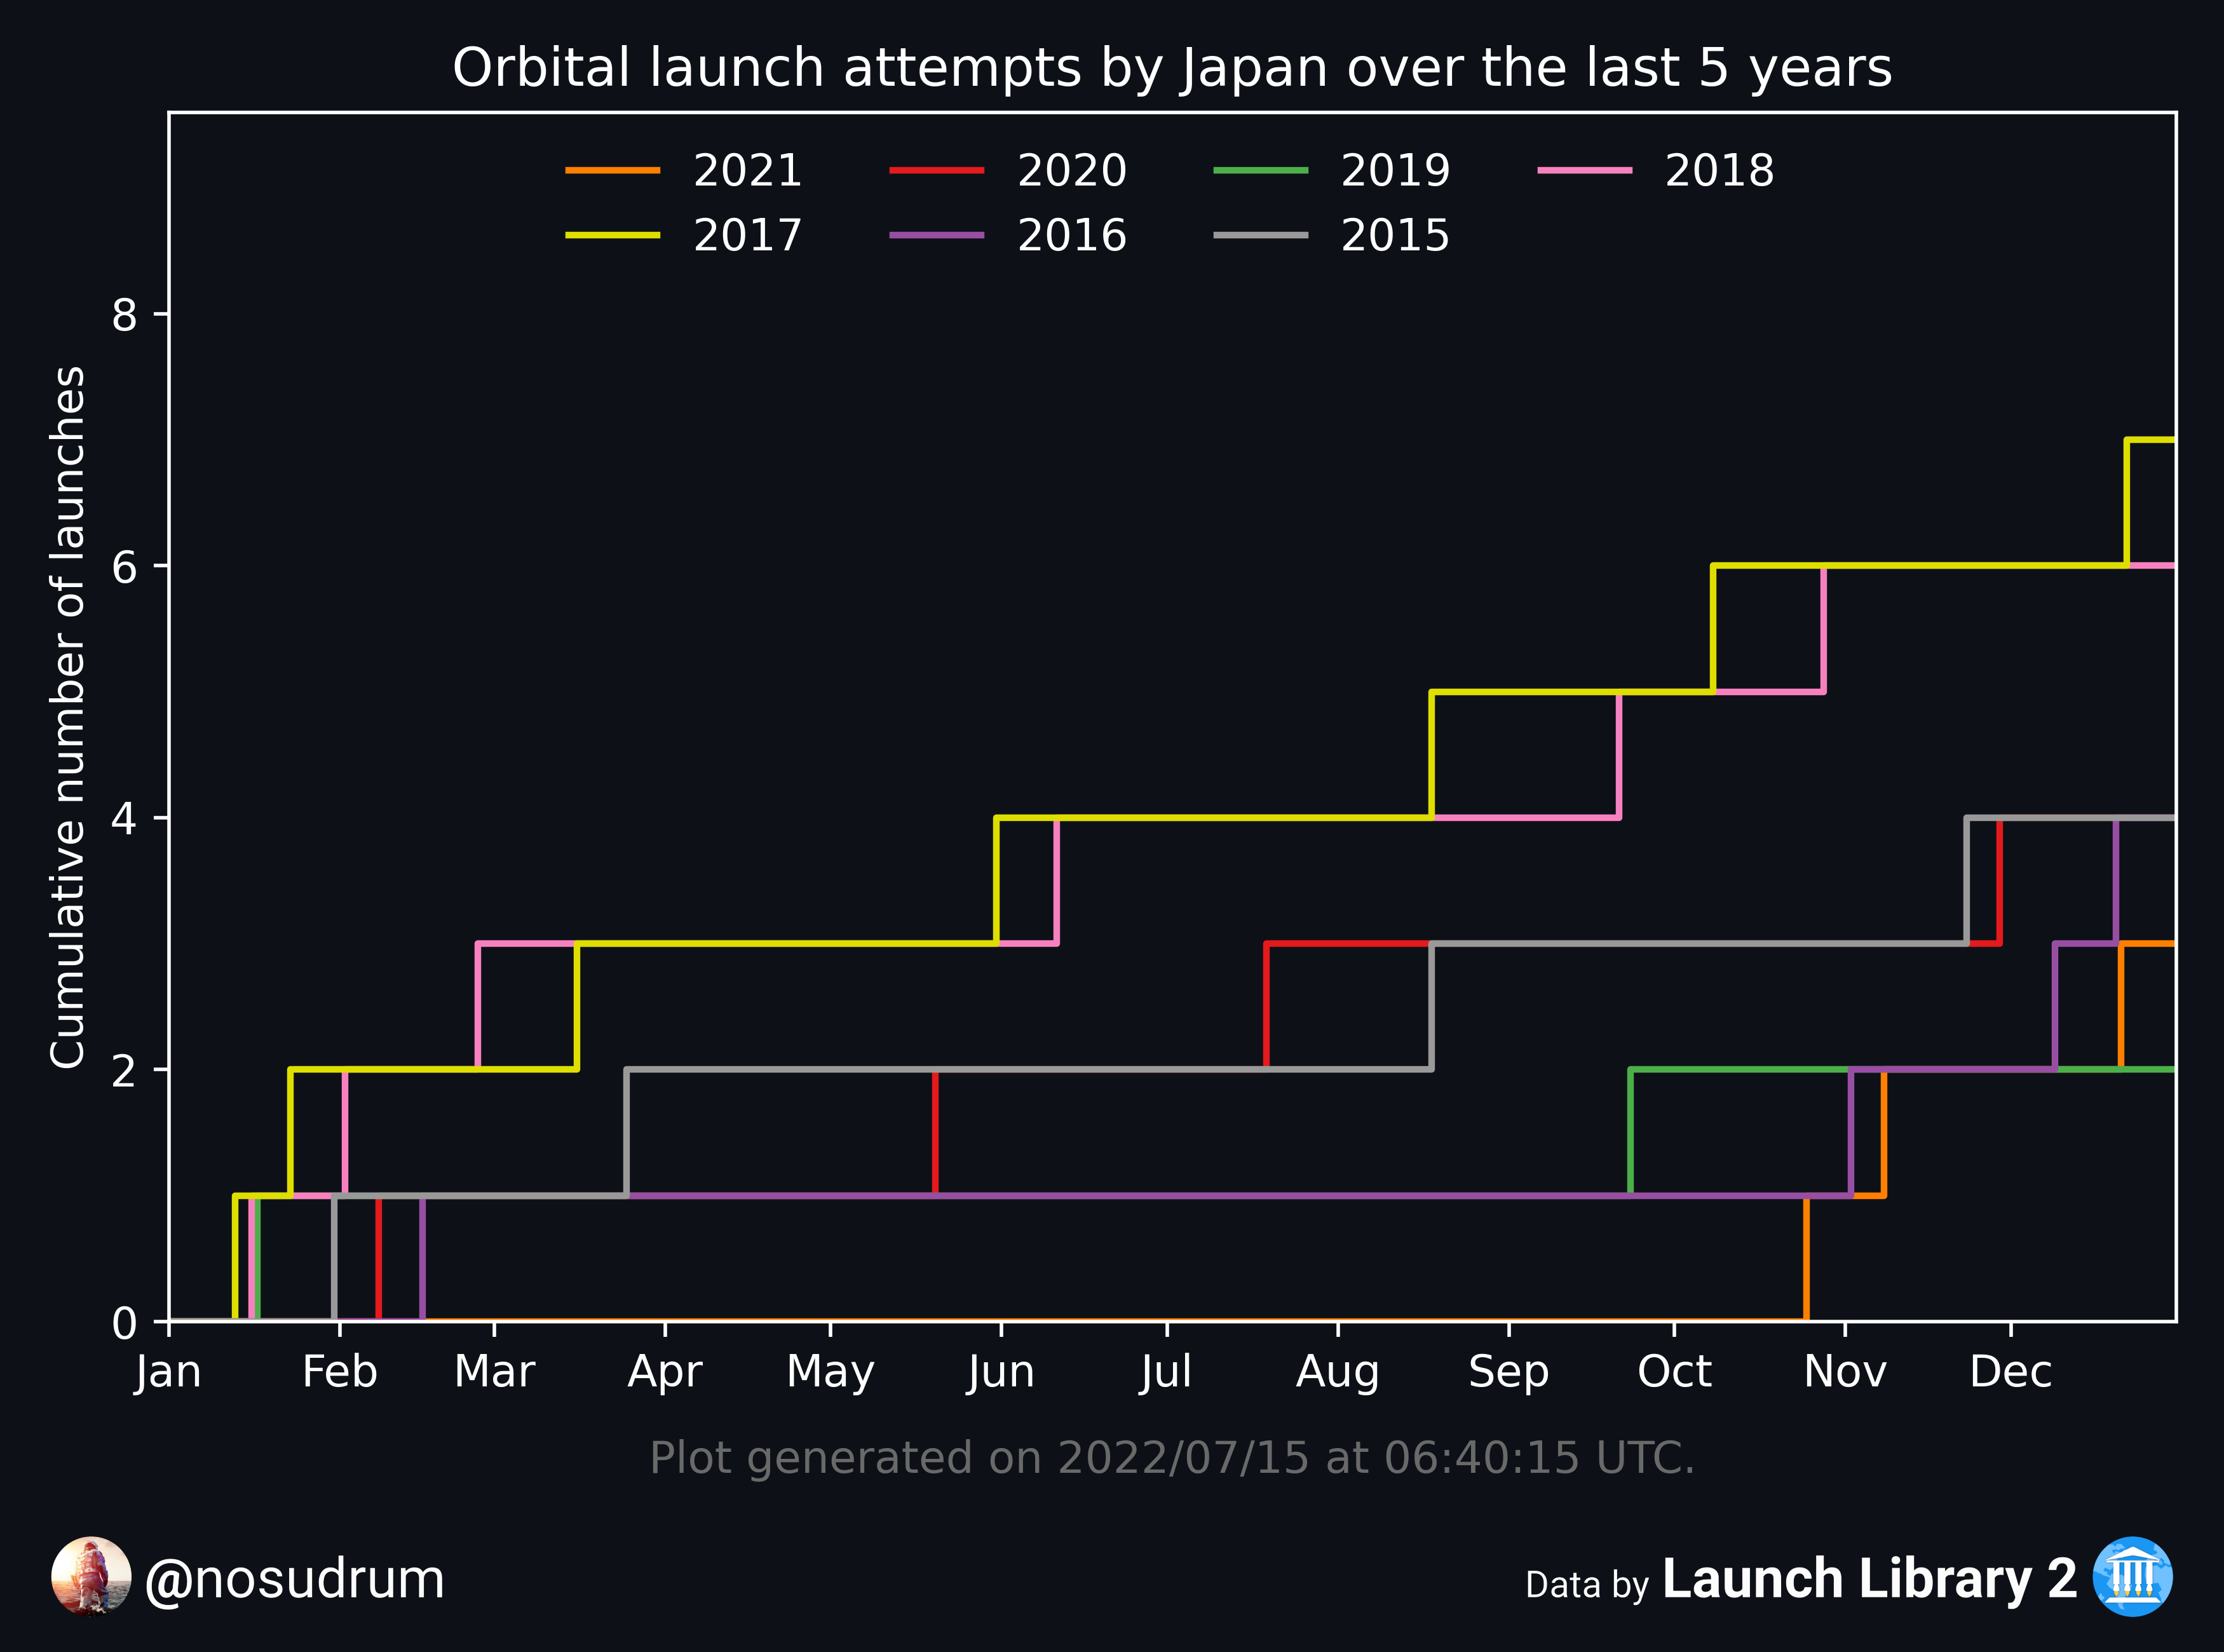 Orbital launch attempts by Japan over the last 5 years
2021 2020 2019 2018
2017 2016 2015
Cumulative number of launches
8
6
4
2
0
Jan Feb Mar Apr May Jun Jul Aug Sep Oct Nov Dec
Plot generated on 2022/07/15 at 06:40:15 UTC.
@nosudrum
Data by Launch Library 2